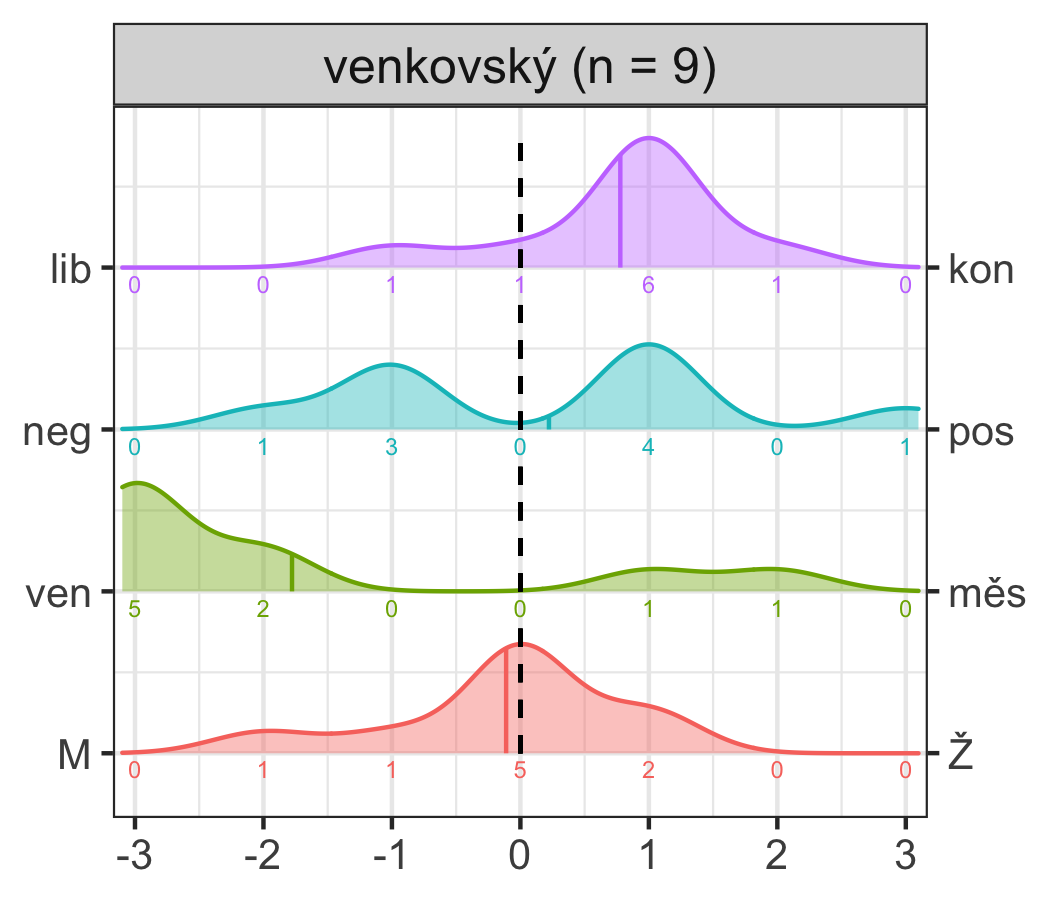 venkovský (n = 9)
lib kon
0 0 1 1 6 1 0
neg pos
0 1 3 0 4 0 1
ven měs
5 2 0 0 1 1 0
M Ž
0 1 1 5 2 0 0
-3 -2 -1 0 1 2 3